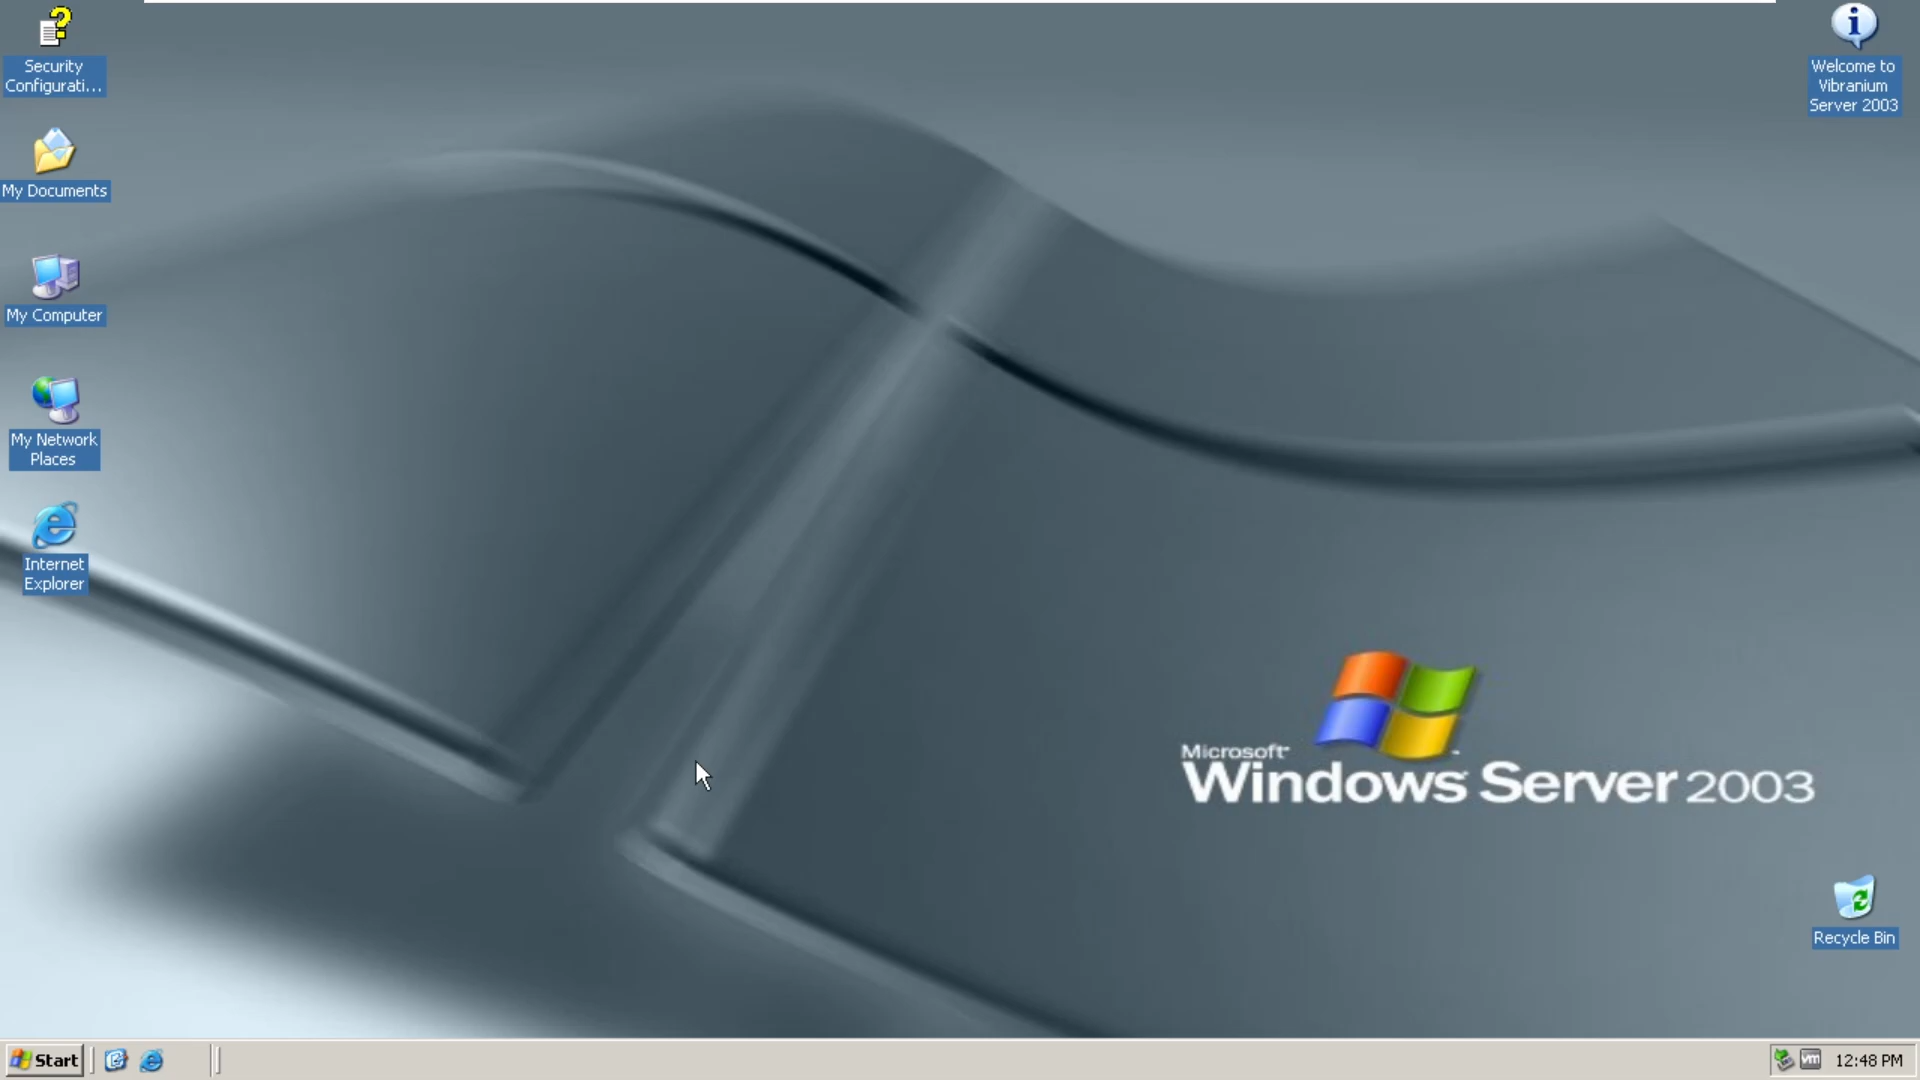 Security
Configurati...
My Documents
My Computer
My Network
Places
Internet
Explorer
Welcome to
Vibranium
Server 2003
Microsoft
Windows Server 2003
Recycle Bin
Start
vm
12:48 PM